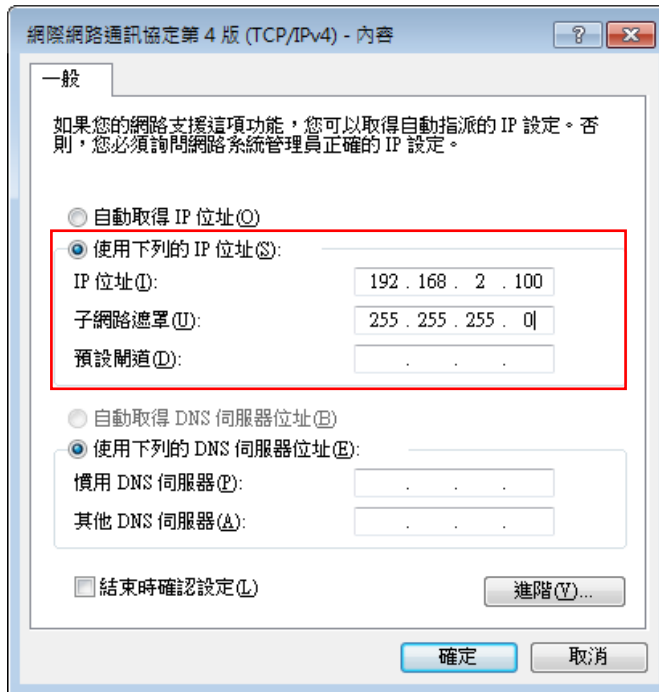 網際網路通訊協定第 4 版 (TCP/IPv4) - 內容
一般
如果您的網路支援這項功能，您可以取得自動指派的 IP 設定。否
則，您必須詢問網路系統管理員正確的 IP 設定。
自動取得 IP 位址(O)
使用下列的 IP 位址(S):
IP 位址(I): 192 . 168 . 2 . 100
子網路遮罩(U): 255 . 255 . 255 . 0
預設閘道(D): . . .
自動取得 DNS 伺服器位址(B)
使用下列的 DNS 伺服器位址(E):
慣用 DNS 伺服器(P): . . .
其他 DNS 伺服器(A): . . .
結束時確認設定(L)
進階(V)...
確定 取消